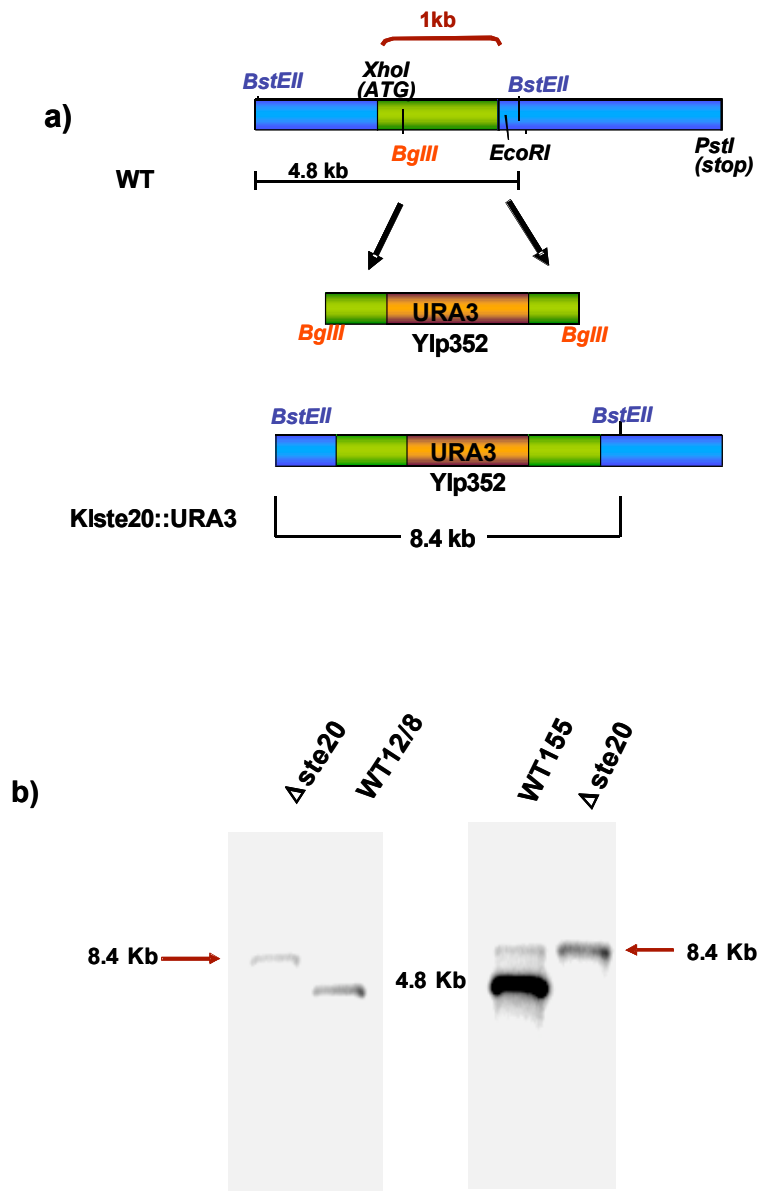 1kb
XhoI
(ATG)
BstEII
BstEII
a)
BglII
EcoRI
PstI
(stop)
WT
4.8 kb
URA3
BglII
BglII
YIp352
BstEII
BstEII
URA3
YIp352
Klste20::URA3
8.4 kb
b)
Δste20
WT12/8
WT155
Δste20
8.4 Kb
4.8 Kb
8.4 Kb